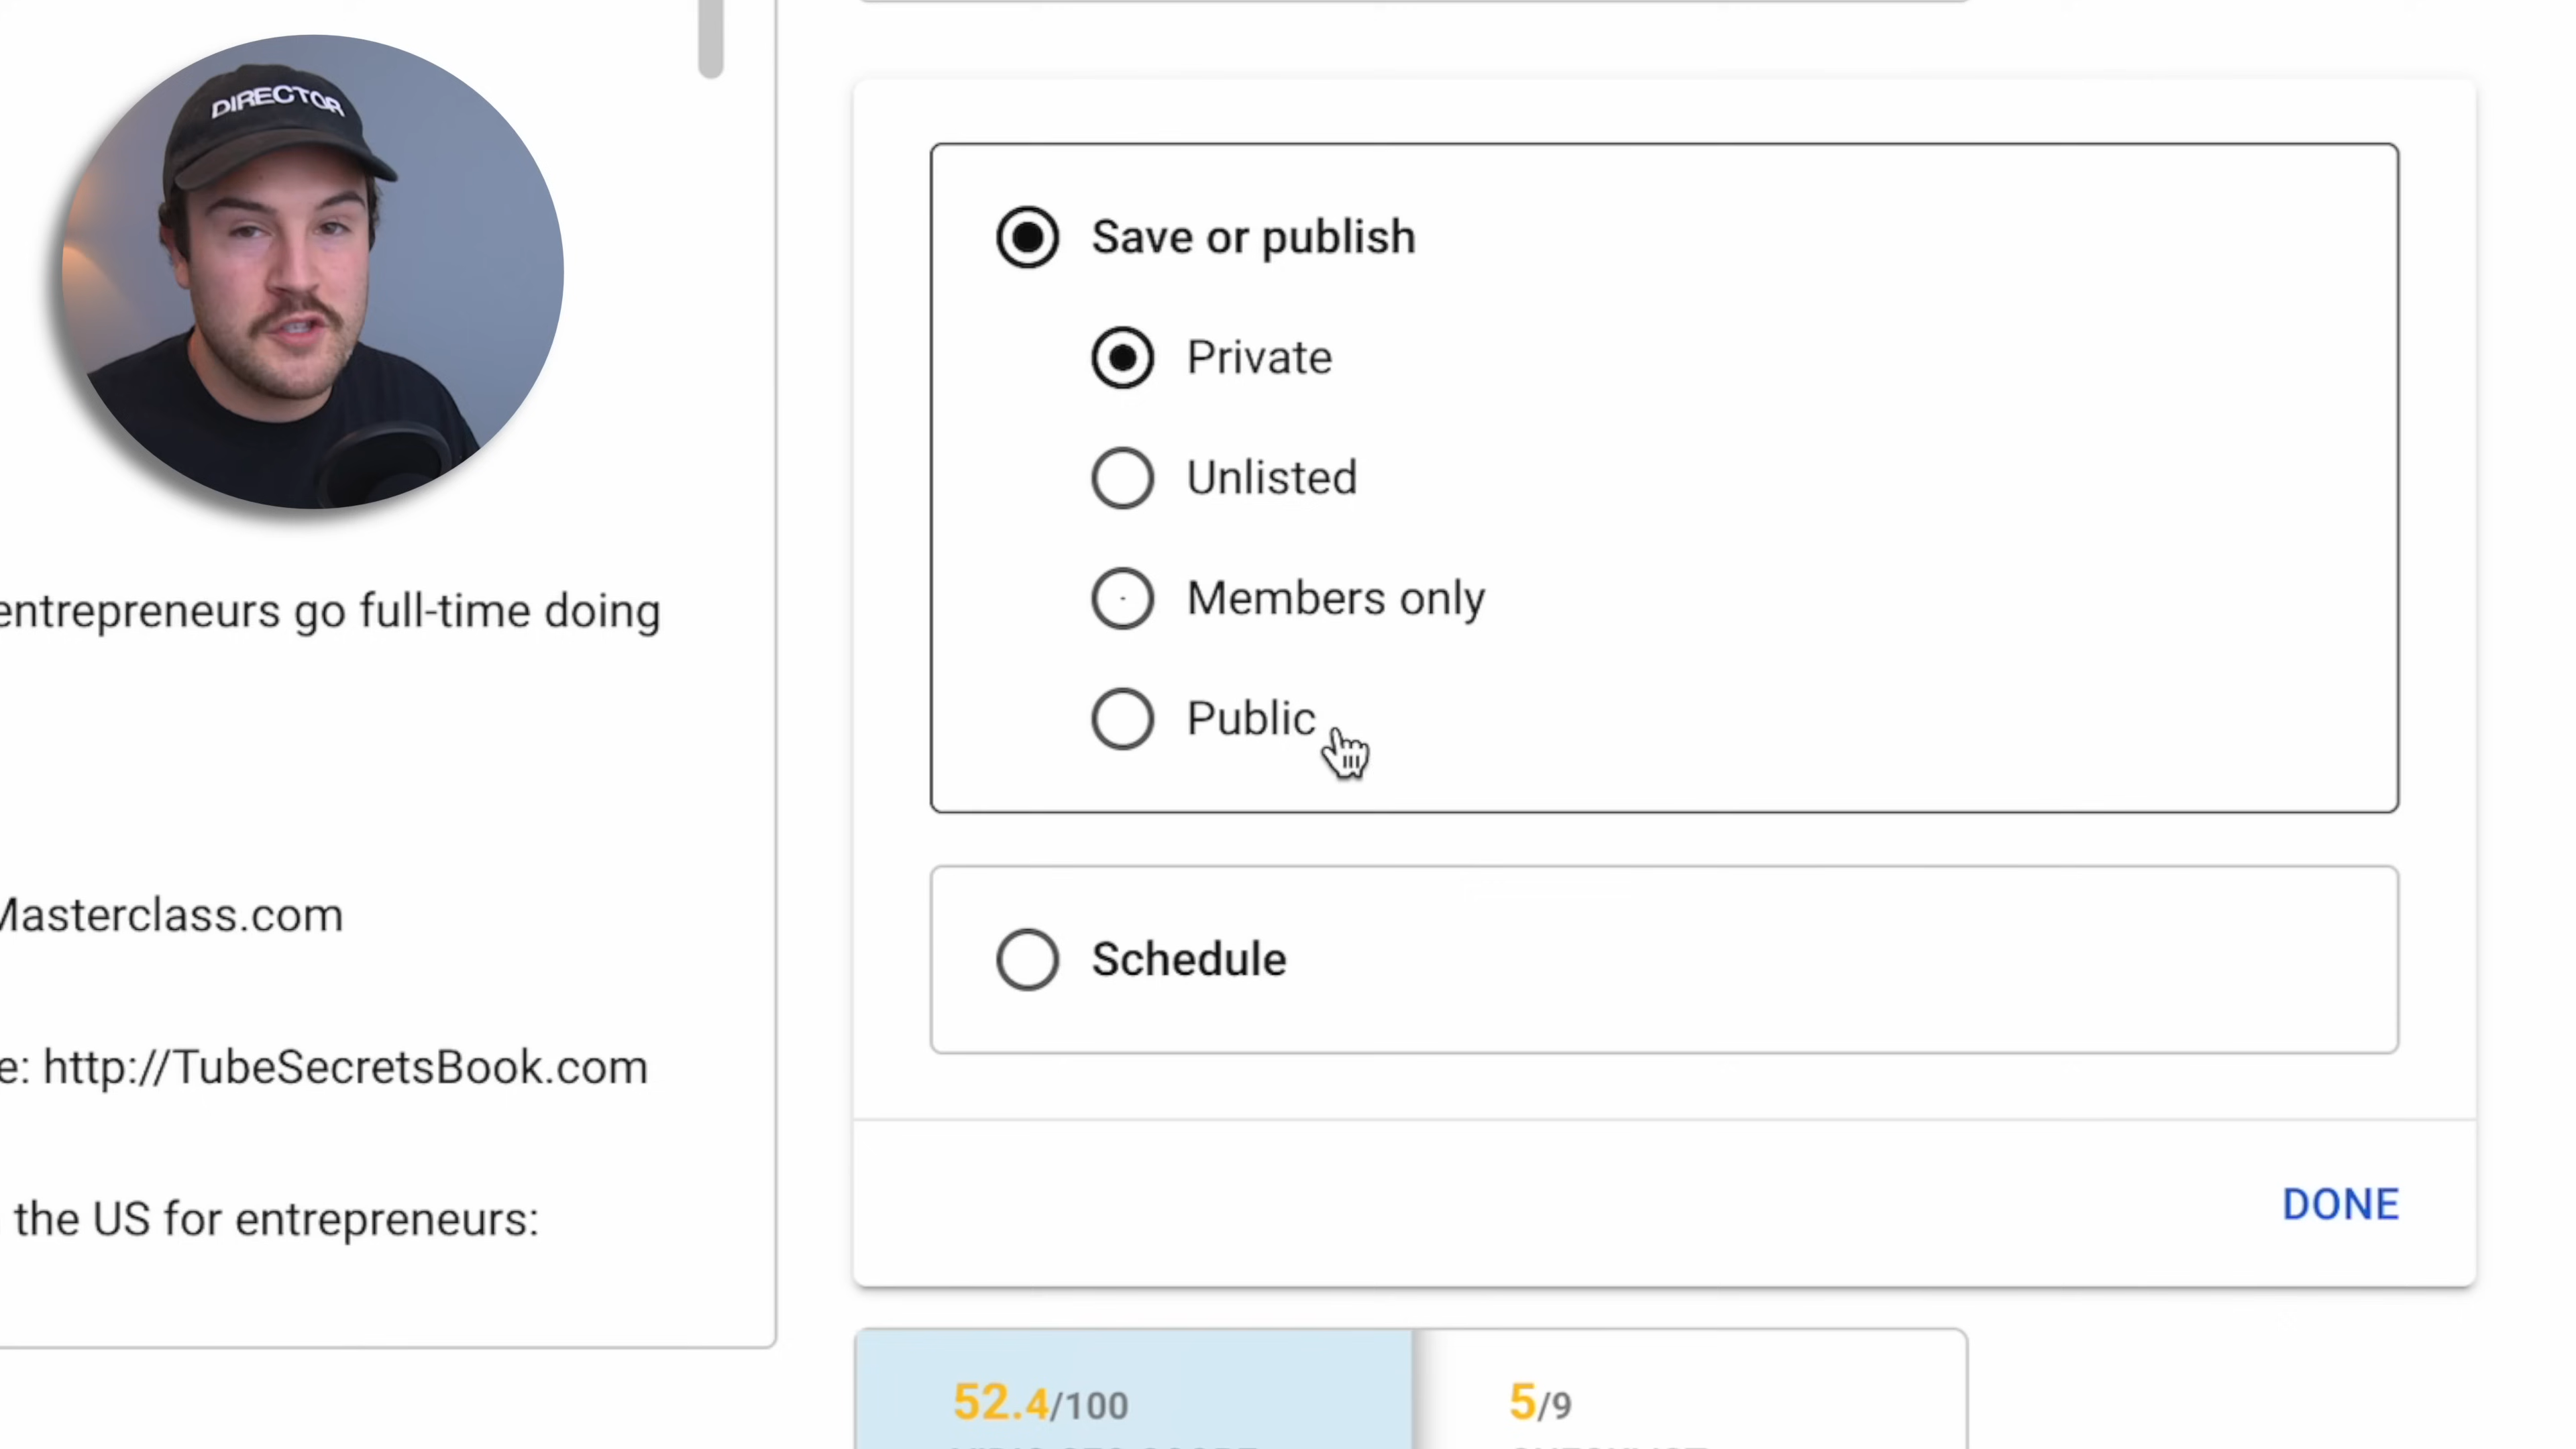 DIRECTOR
entrepreneurs go full-time doing
Masterclass.com
e: http://TubeSecretsBook.com
the US for entrepreneurs:
Save or publish
Private
Unlisted
Members only
Public
Schedule
DONE
52.4/100
5/9